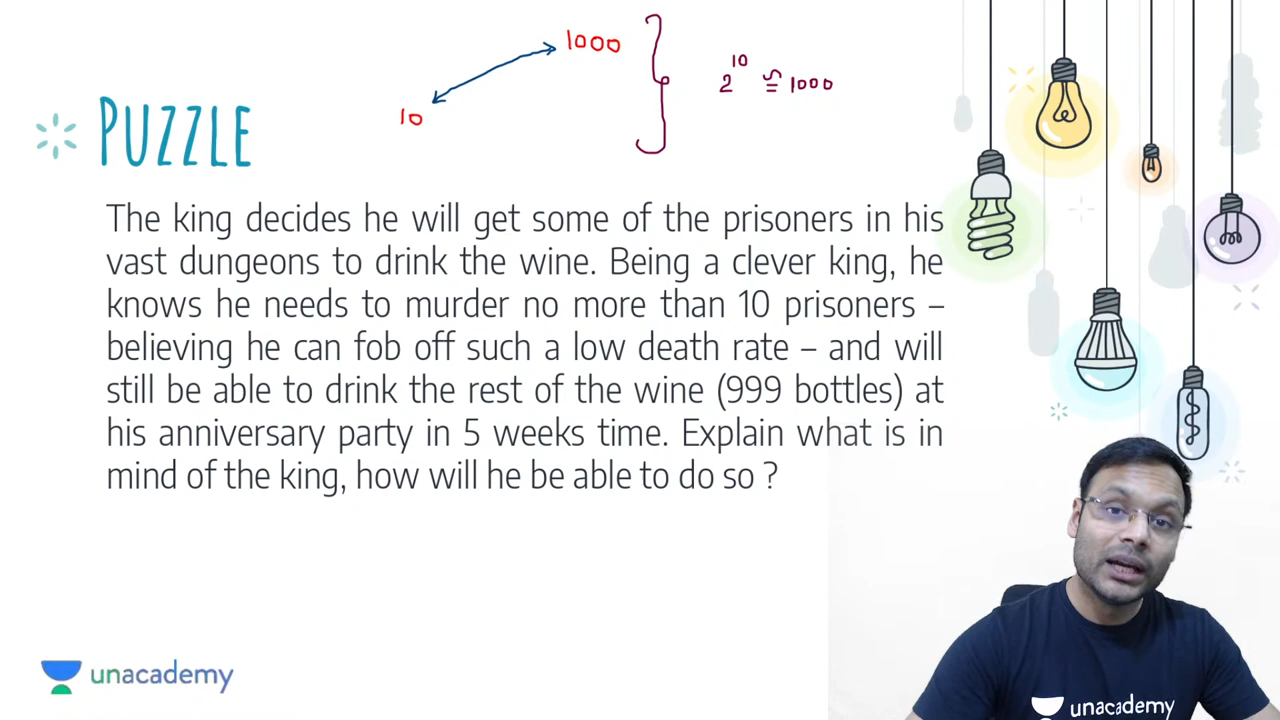 1000
10
2^10 ≅ 1000
PUZZLE
The king decides he will get some of the prisoners in his
vast dungeons to drink the wine. Being a clever king, he
knows he needs to murder no more than 10 prisoners –
believing he can fob off such a low death rate – and will
still be able to drink the rest of the wine (999 bottles) at
his anniversary party in 5 weeks time. Explain what is in
mind of the king, how will he be able to do so ?
unacademy
unacademy